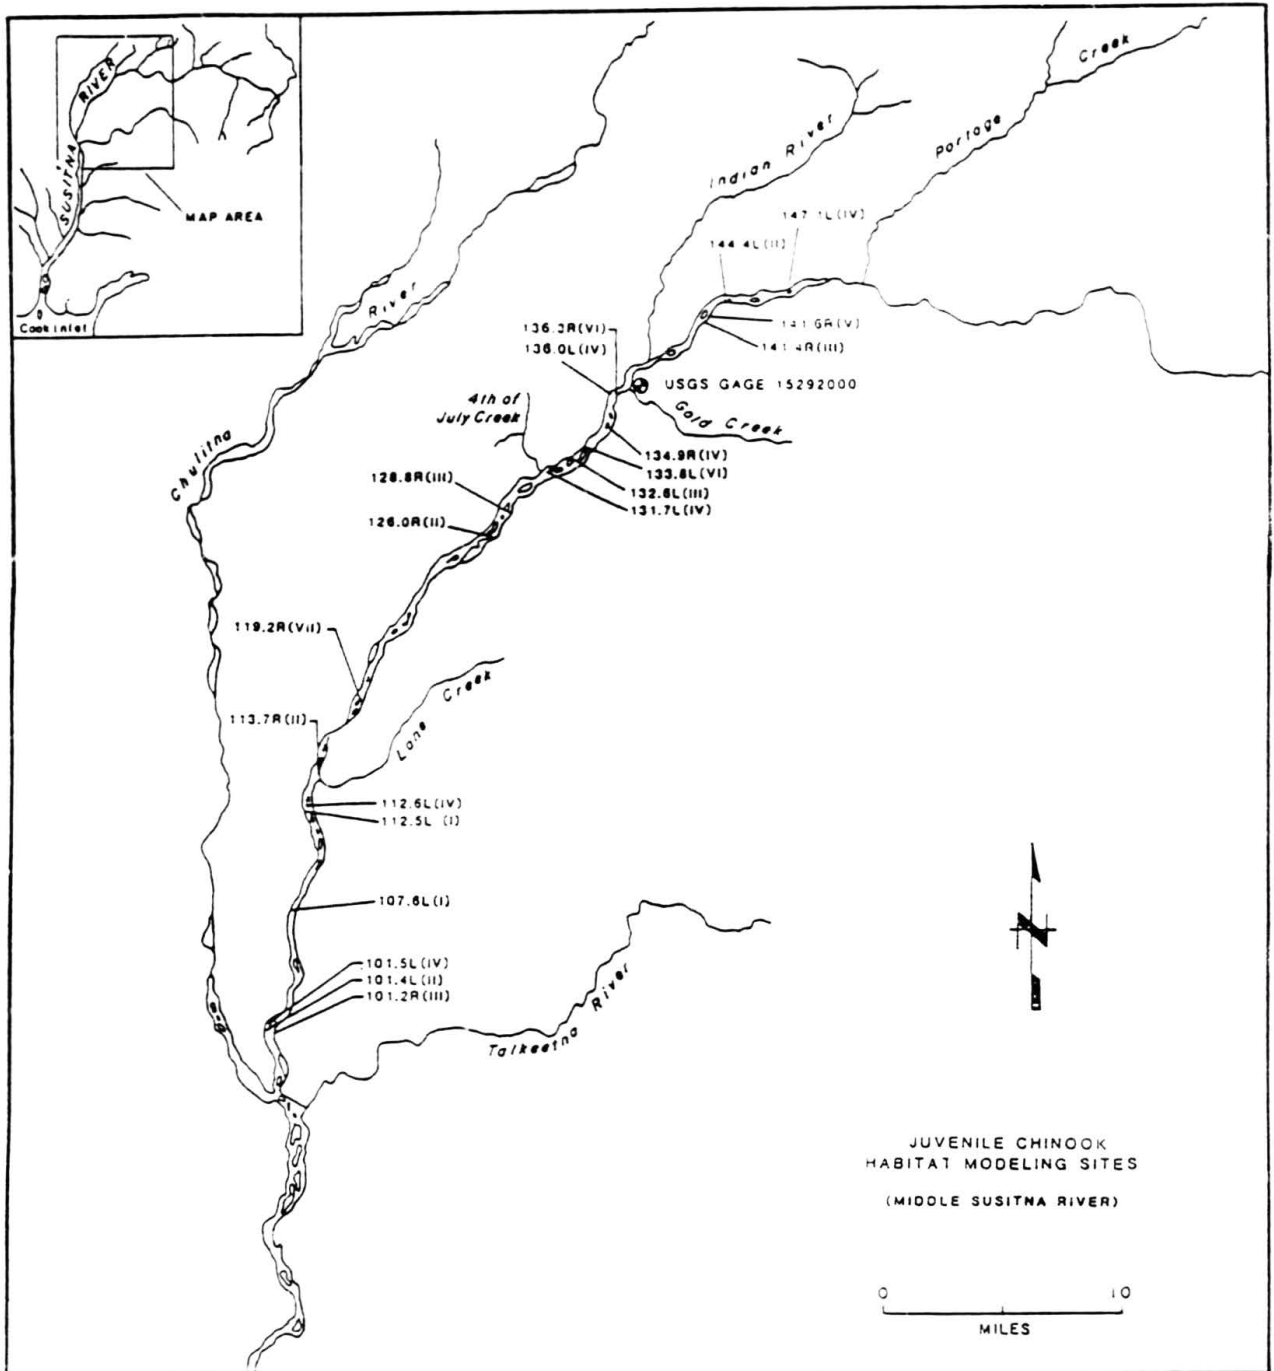 SUSITNA RIVER
MAP AREA
Cook Inlet
Chulitna River
Indian River
Portage Creek
147.1L(IV)
144.4L(II)
141.6R(V)
141.4R(III)
136.3R(VI)
136.0L(IV)
USGS GAGE 15292000
Gold Creek
4th of
July Creek
134.9R(IV)
133.8L(VI)
132.6L(III)
131.7L(IV)
128.8R(III)
126.0R(II)
119.2R(VII)
Lane Creek
113.7R(II)
112.6L(IV)
112.5L (I)
107.6L(I)
101.5L(IV)
101.4L(II)
101.2R(III)
Talkeetna River
N
JUVENILE CHINOOK
HABITAT MODELING SITES
(MIDDLE SUSITNA RIVER)
0 10
MILES